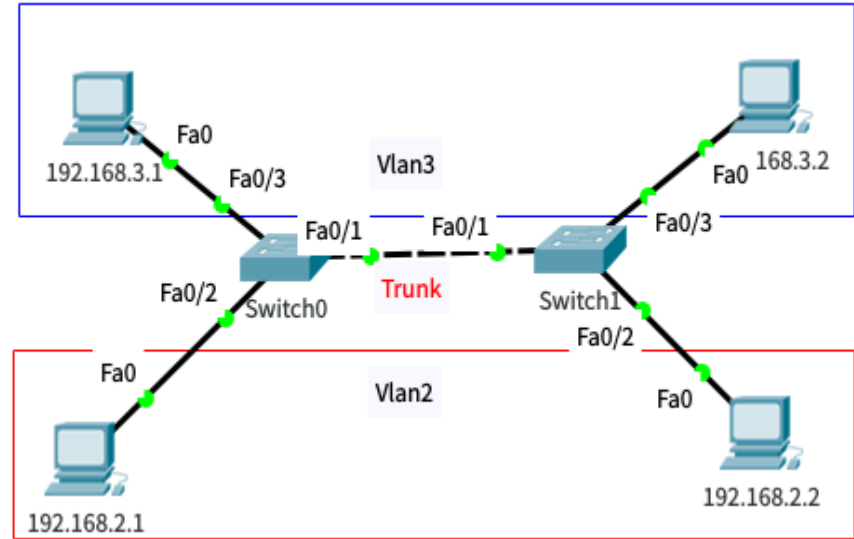 Fa0
192.168.3.1
Fa0/3
Vlan3
Fa0
168.3.2
Fa0/3
Fa0/1
Fa0/1
Switch0
Trunk
Switch1
Fa0/2
Fa0/2
Fa0
Vlan2
Fa0
192.168.2.1
192.168.2.2